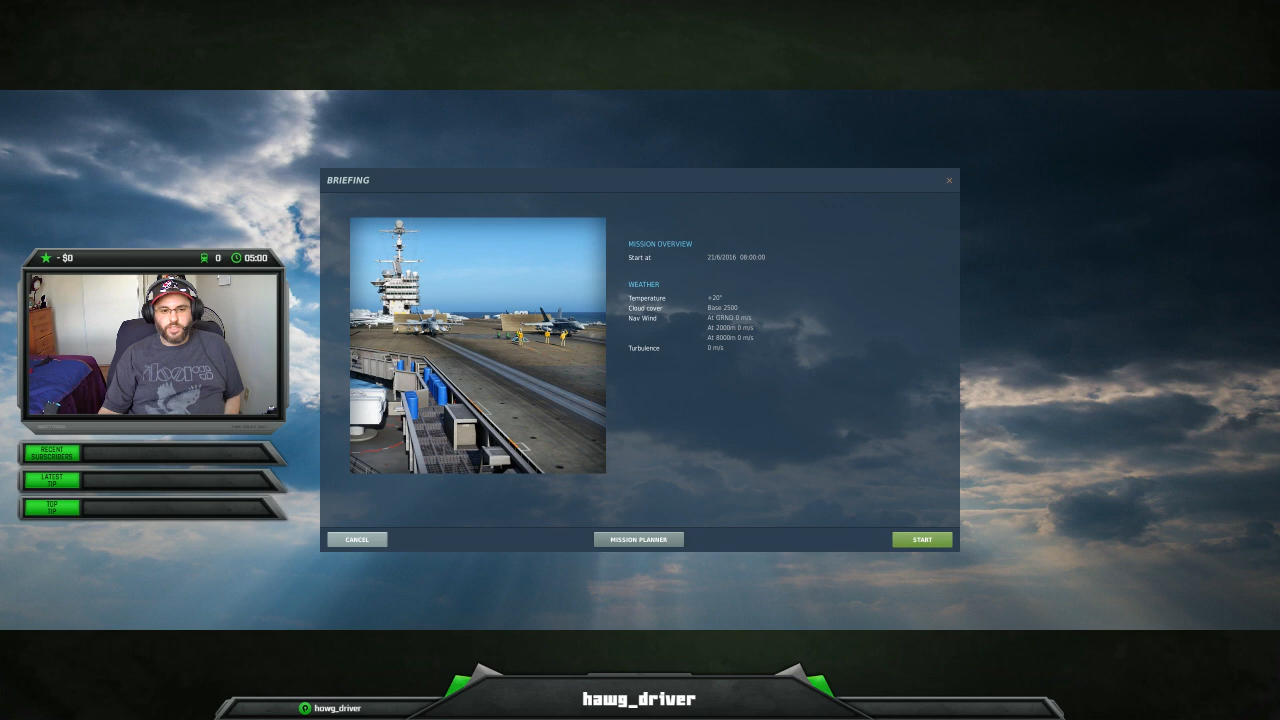 BRIEFING
MISSION OVERVIEW
Start at 21/6/2016 08:00:00
WEATHER
Temperature +20°
Cloud cover Base 2500
Nav Wind At GRND 0 m/s
At 2000m 0 m/s
At 8000m 0 m/s
Turbulence 0 m/s
CANCEL
MISSION PLANNER
START
- $0
0
05:00
RECENT
SUBSCRIBERS
LATEST
TIP
TOP
TIP
hawg_driver
hawg_driver